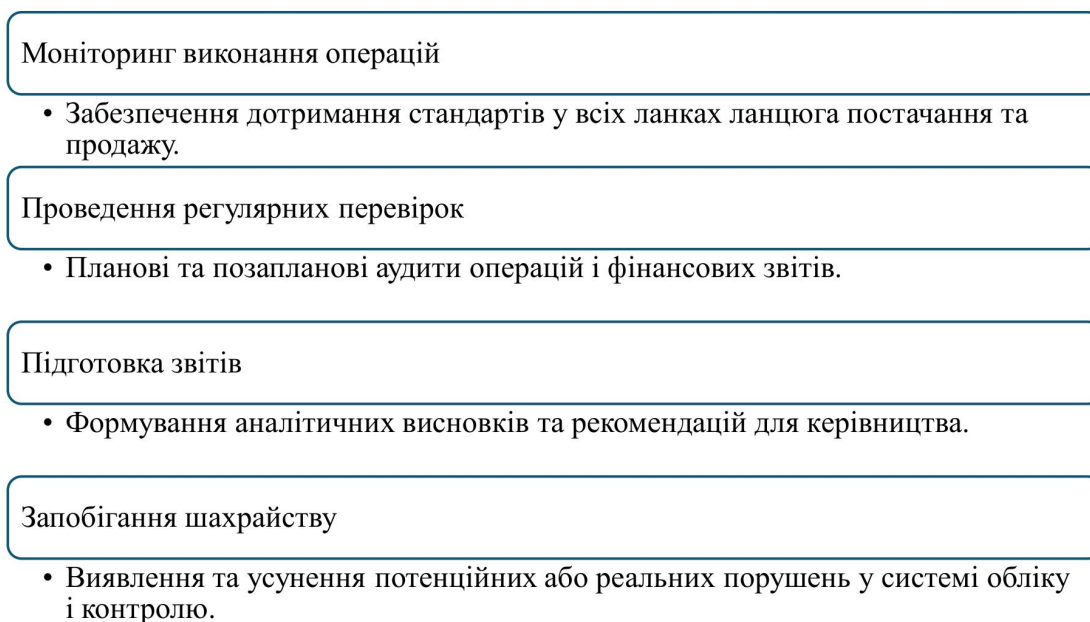 Моніторинг виконання операцій
• Забезпечення дотримання стандартів у всіх ланках ланцюга постачання та
продажу.
Проведення регулярних перевірок
• Планові та позапланові аудити операцій і фінансових звітів.
Підготовка звітів
• Формування аналітичних висновків та рекомендацій для керівництва.
Запобігання шахрайству
• Виявлення та усунення потенційних або реальних порушень у системі обліку
і контролю.